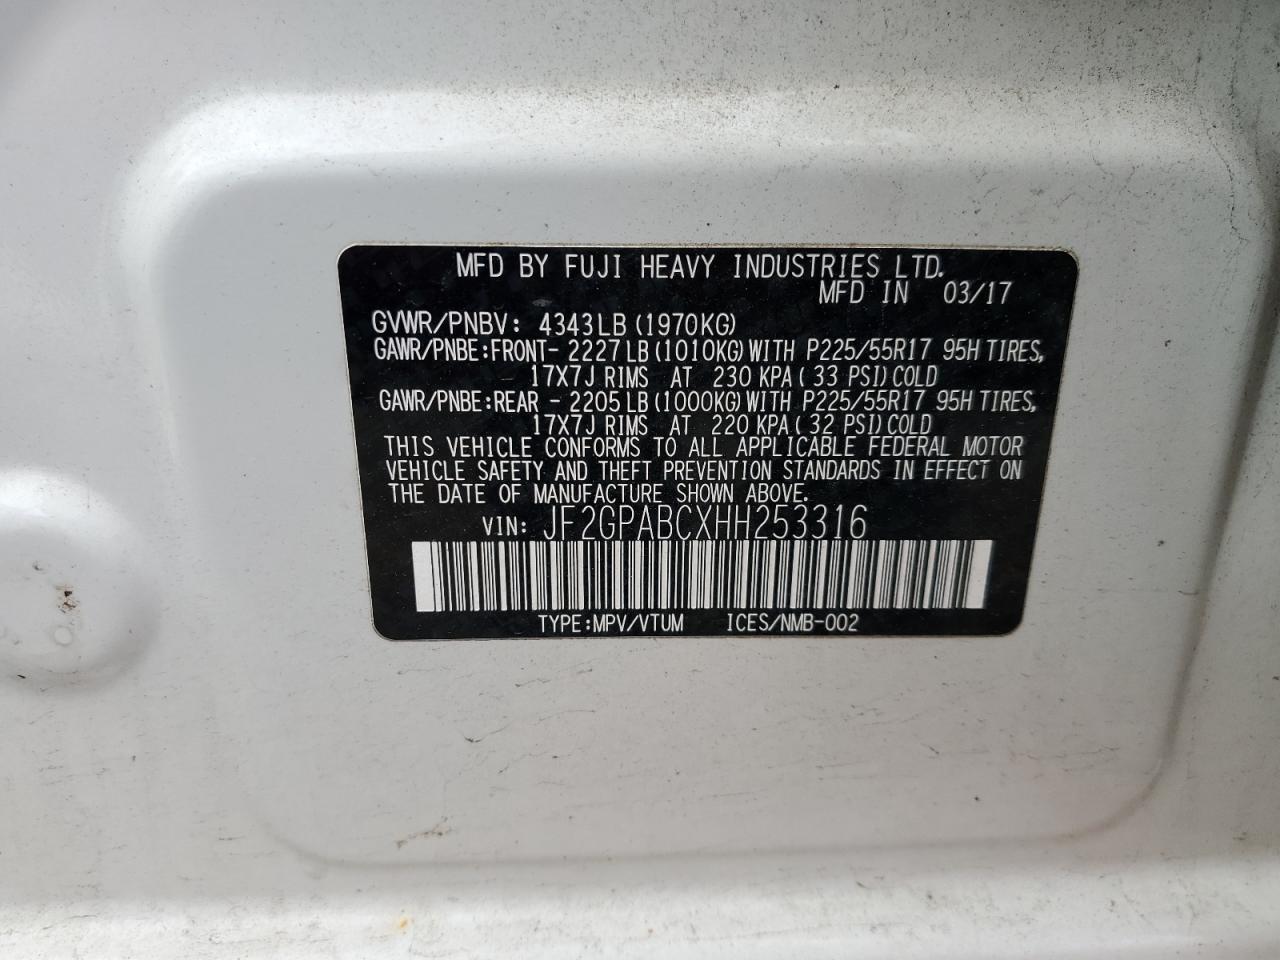 MFD BY FUJI HEAVY INDUSTRIES LTD.
MFD IN 03/17
GVWR/PNBV: 4343LB (1970KG)
GAWR/PNBE:FRONT- 2227LB (1010KG) WITH P225/55R17 95H TIRES,
17X7J RIMS AT 230 KPA ( 33 PSI) COLD
GAWR/PNBE:REAR - 2205LB (1000KG) WITH P225/55R17 95H TIRES,
17X7J RIMS AT 220 KPA ( 32 PSI) COLD
THIS VEHICLE CONFORMS TO ALL APPLICABLE FEDERAL MOTOR
VEHICLE SAFETY AND THEFT PREVENTION STANDARDS IN EFFECT ON
THE DATE OF MANUFACTURE SHOWN ABOVE.
VIN: JF2GPABCXHH253316
TYPE:MPV/VTUM ICES/NMB-002